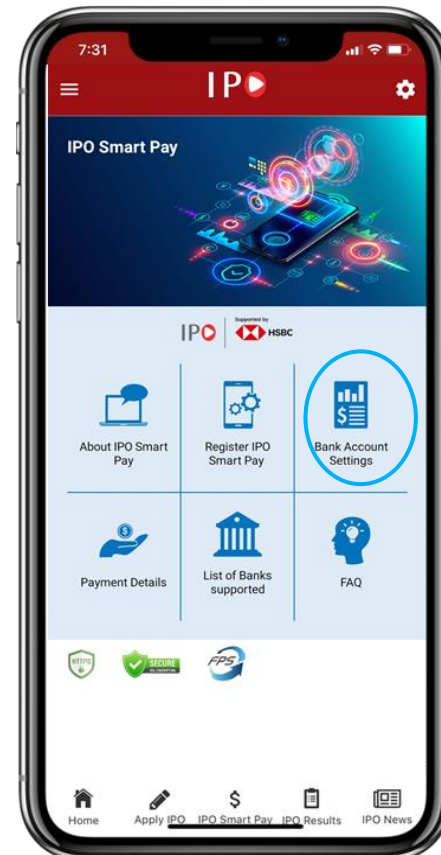 7:31
IPO
IPO Smart Pay
IPO
Supported by
HSBC
About IPO Smart
Pay
Register IPO
Smart Pay
Bank Account
Settings
Payment Details
List of Banks
supported
FAQ
HTTPS
SECURE
FPS
Home
Apply IPO
IPO Smart Pay
IPO Results
IPO News